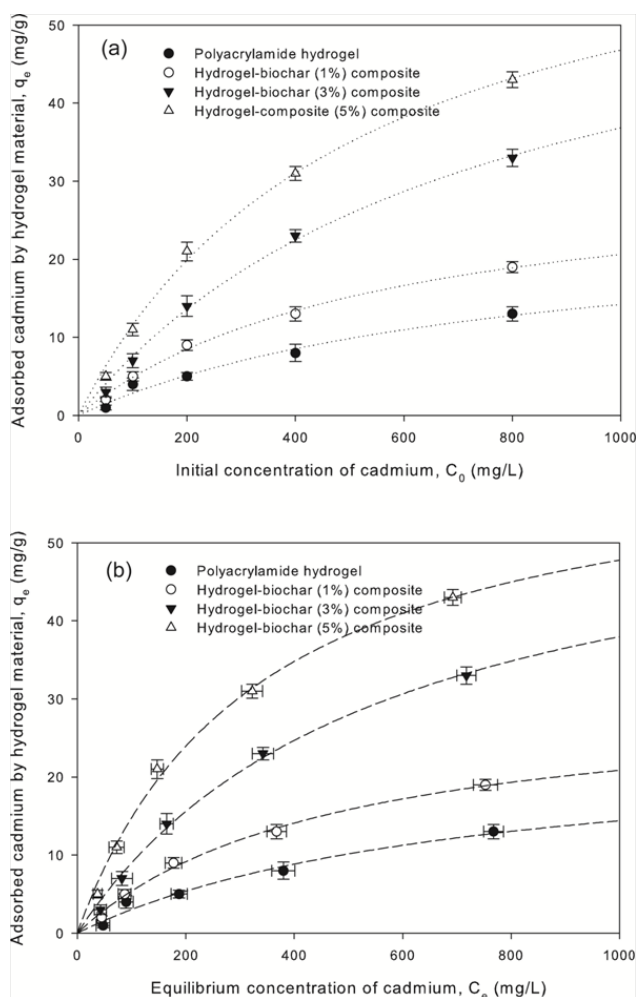 (a)
Polyacrylamide hydrogel
Hydrogel-biochar (1%) composite
Hydrogel-biochar (3%) composite
Hydrogel-composite (5%) composite
50
40
30
20
10
0
Adsorbed cadmium by hydrogel material, qe (mg/g)
0 200 400 600 800 1000
Initial concentration of cadmium, C0 (mg/L)
(b)
Polyacrylamide hydrogel
Hydrogel-biochar (1%) composite
Hydrogel-biochar (3%) composite
Hydrogel-biochar (5%) composite
50
40
30
20
10
0
Adsorbed cadmium by hydrogel material, qe (mg/g)
0 200 400 600 800 1000
Equilibrium concentration of cadmium, Ce (mg/L)